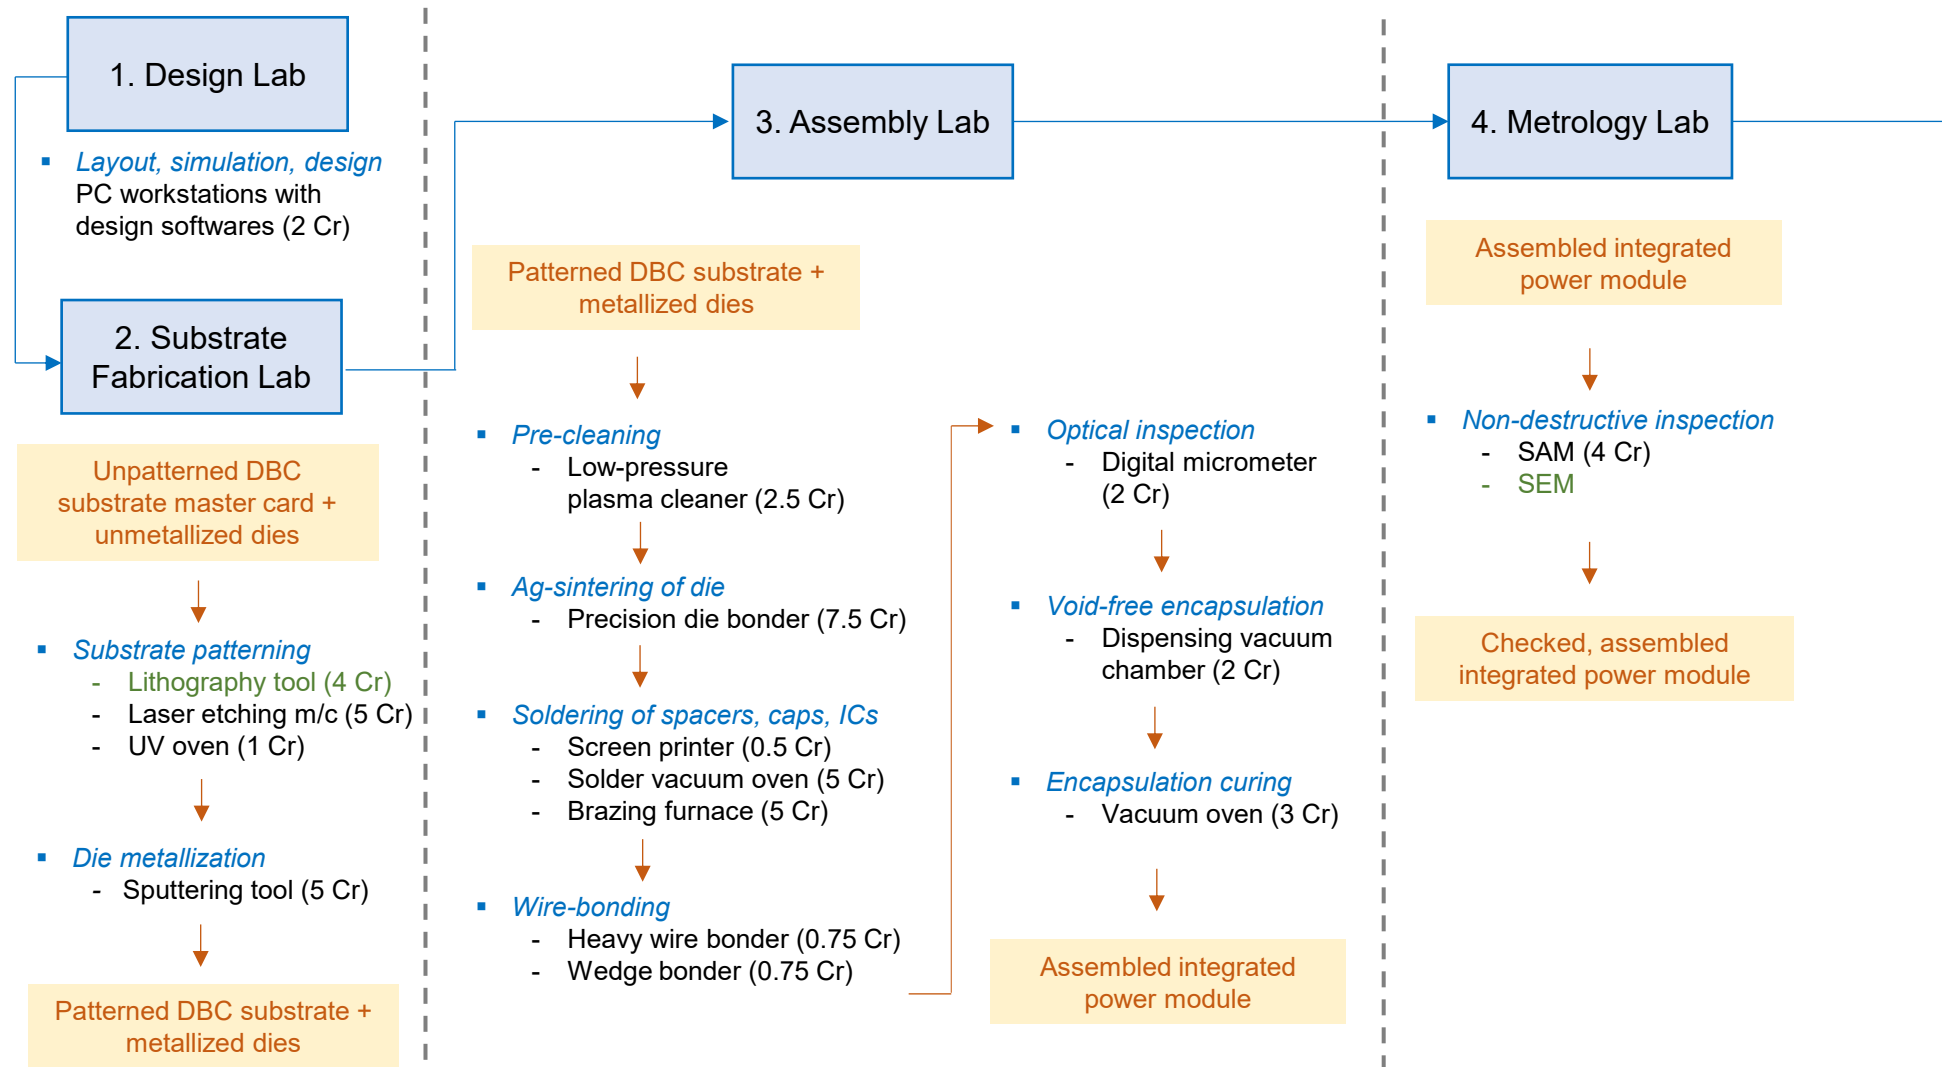 1. Design Lab
▪ Layout, simulation, design
PC workstations with
design softwares (2 Cr)
2. Substrate
Fabrication Lab
Unpatterned DBC
substrate master card +
unmetallized dies
▪ Substrate patterning
- Lithography tool (4 Cr)
- Laser etching m/c (5 Cr)
- UV oven (1 Cr)
▪ Die metallization
- Sputtering tool (5 Cr)
Patterned DBC substrate +
metallized dies
3. Assembly Lab
Patterned DBC substrate +
metallized dies
▪ Pre-cleaning
- Low-pressure
plasma cleaner (2.5 Cr)
▪ Ag-sintering of die
- Precision die bonder (7.5 Cr)
▪ Soldering of spacers, caps, ICs
- Screen printer (0.5 Cr)
- Solder vacuum oven (5 Cr)
- Brazing furnace (5 Cr)
▪ Wire-bonding
- Heavy wire bonder (0.75 Cr)
- Wedge bonder (0.75 Cr)
▪ Optical inspection
- Digital micrometer
(2 Cr)
▪ Void-free encapsulation
- Dispensing vacuum
chamber (2 Cr)
▪ Encapsulation curing
- Vacuum oven (3 Cr)
Assembled integrated
power module
4. Metrology Lab
Assembled integrated
power module
▪ Non-destructive inspection
- SAM (4 Cr)
- SEM
Checked, assembled
integrated power module